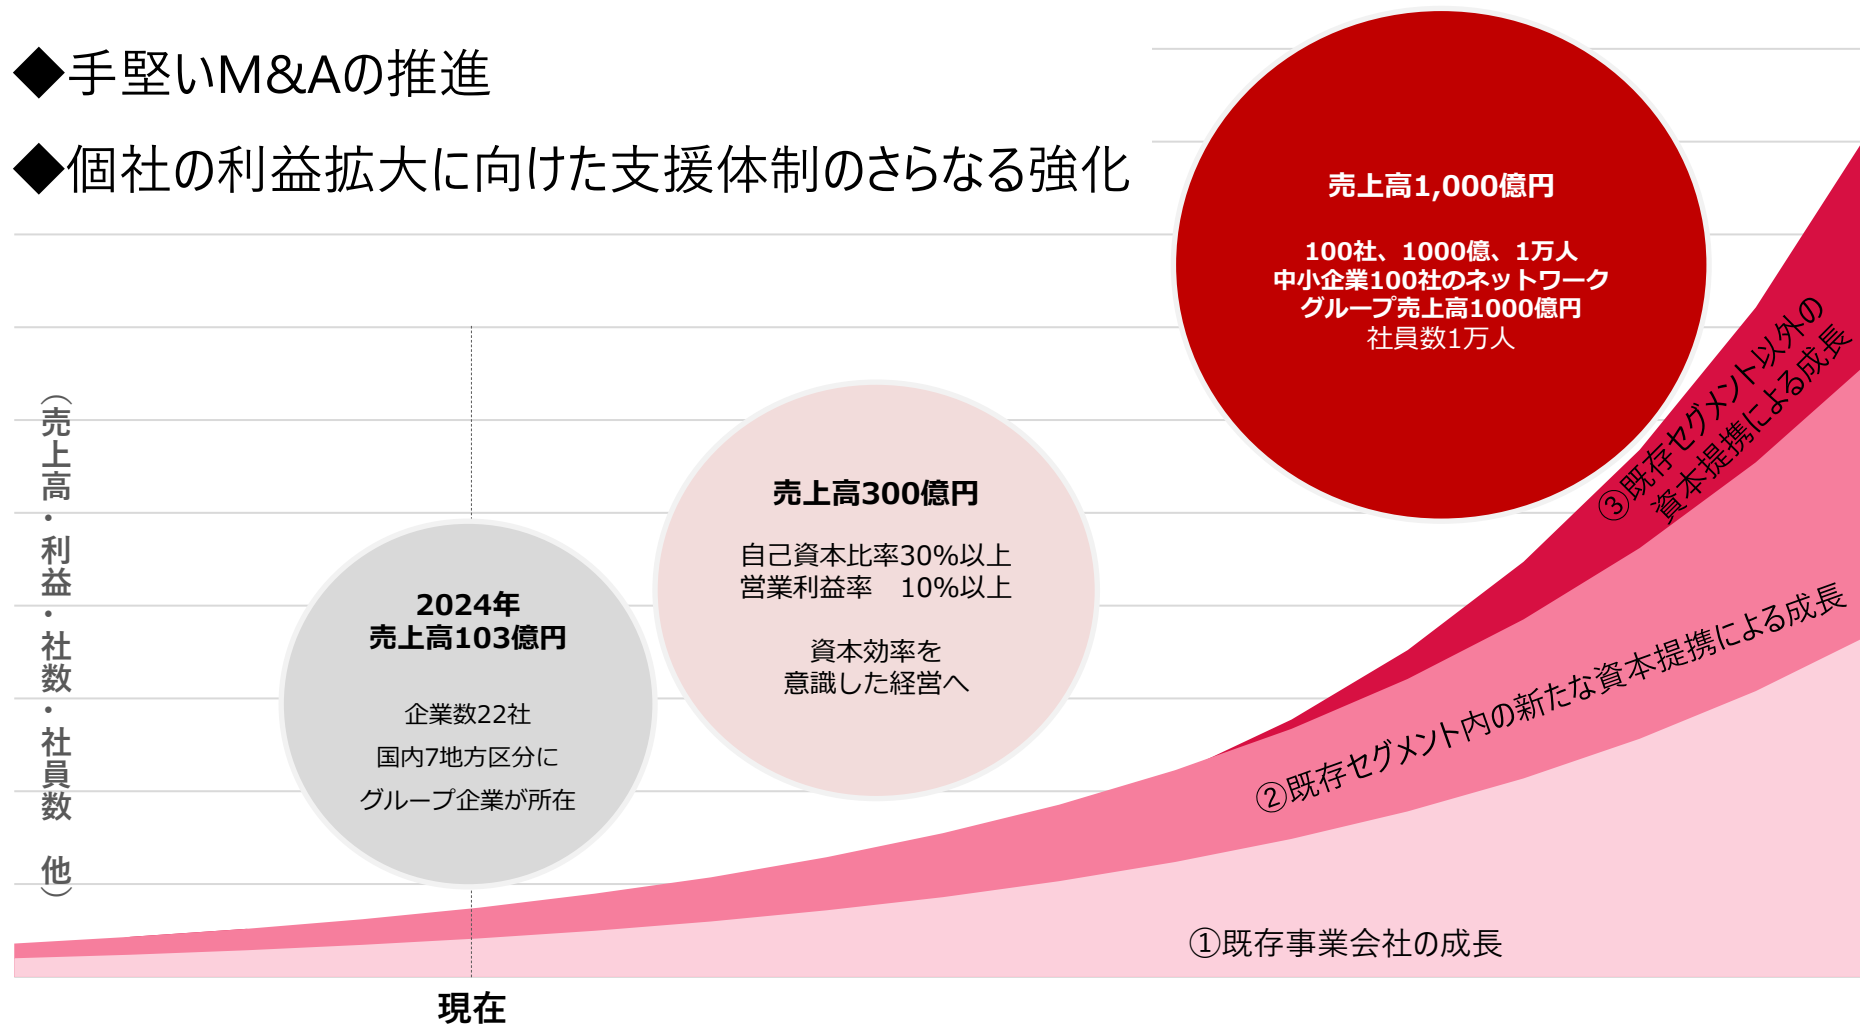 ◆手堅いM&Aの推進
◆個社の利益拡大に向けた支援体制のさらなる強化
売上高1,000億円
100社、1000億、1万人
中小企業100社のネットワーク
グループ売上高1000億円
社員数1万人
売上高300億円
自己資本比率30%以上
営業利益率　10%以上
資本効率を
意識した経営へ
2024年
売上高103億円
企業数22社
国内7地方区分に
グループ企業が所在
（売上高・利益・社数・社員数　他）
③既存セグメント以外の
資本提携による成長
②既存セグメント内の新たな資本提携による成長
①既存事業会社の成長
現在